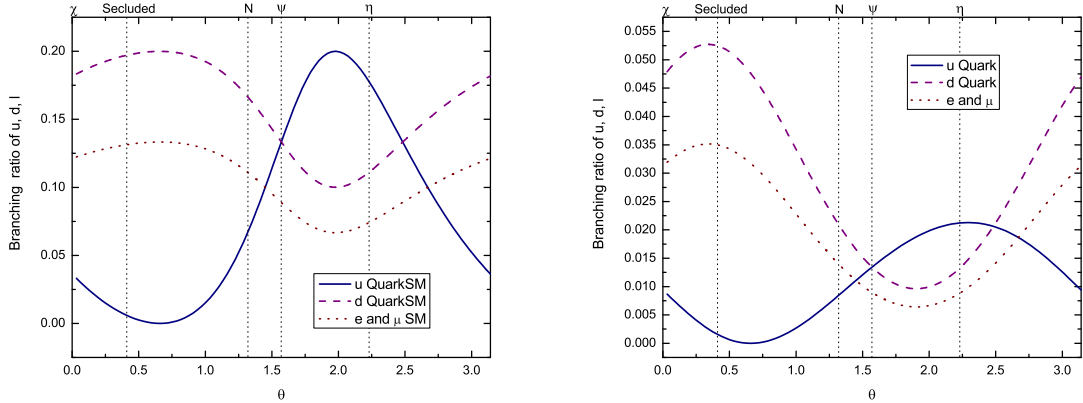 χ Secluded N ψ η
Branching ratio of u, d, l
0.20
0.15
0.10
0.05
0.00
u QuarkSM
d QuarkSM
e and μ SM
0.0 0.5 1.0 1.5 2.0 2.5 3.0
θ
χ Secluded N ψ η
Branching ratio of u, d, l
0.055
0.050
0.045
0.040
0.035
0.030
0.025
0.020
0.015
0.010
0.005
0.000
u Quark
d Quark
e and μ
0.0 0.5 1.0 1.5 2.0 2.5 3.0
θ